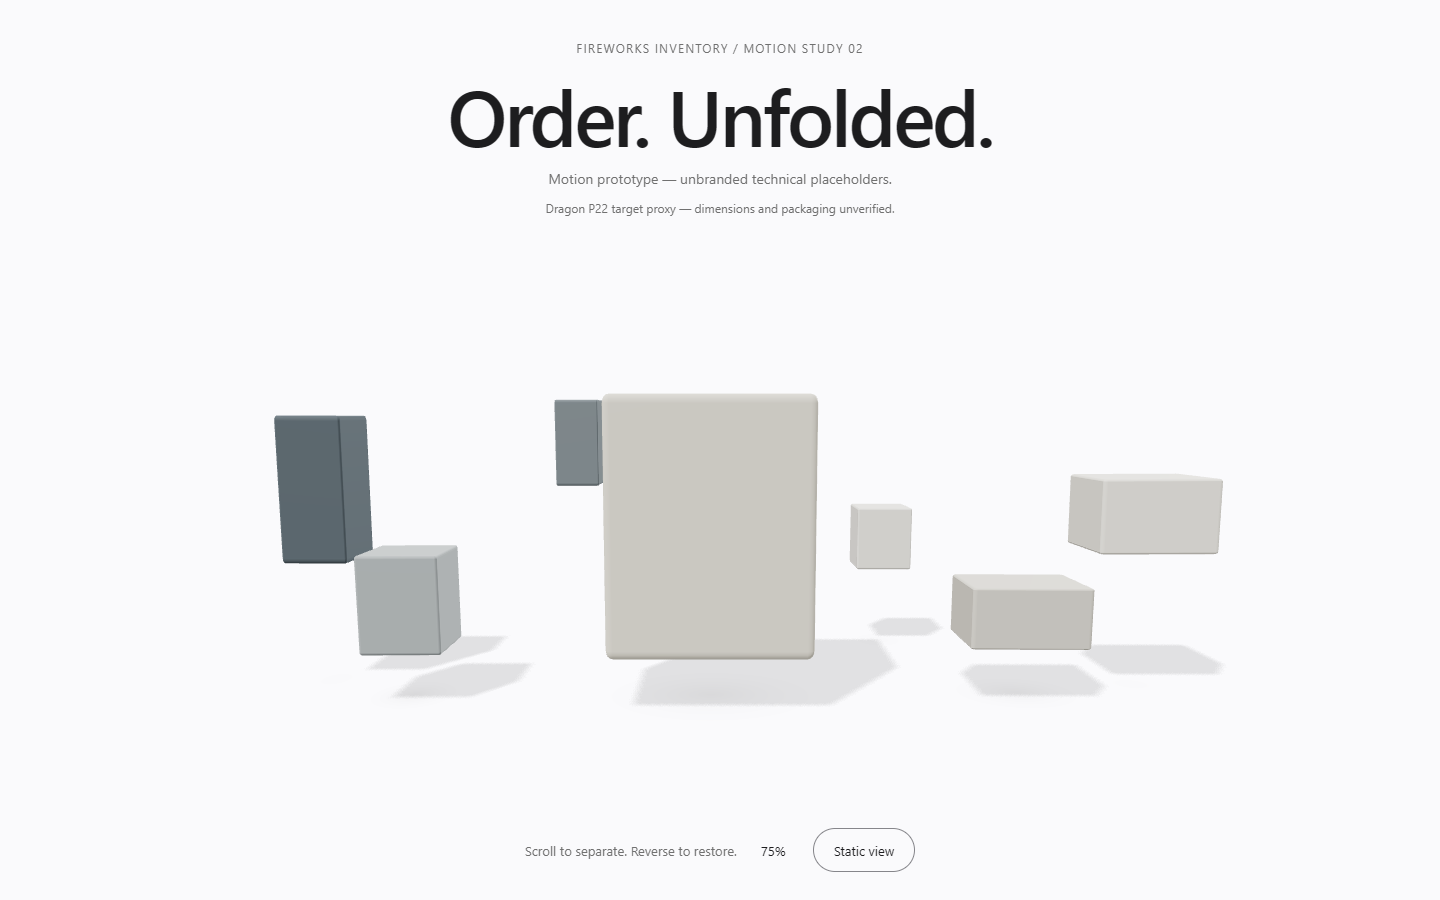 FIREWORKS INVENTORY / MOTION STUDY 02
Order. Unfolded.
Motion prototype — unbranded technical placeholders.
Dragon P22 target proxy — dimensions and packaging unverified.
Scroll to separate. Reverse to restore. 75% Static view